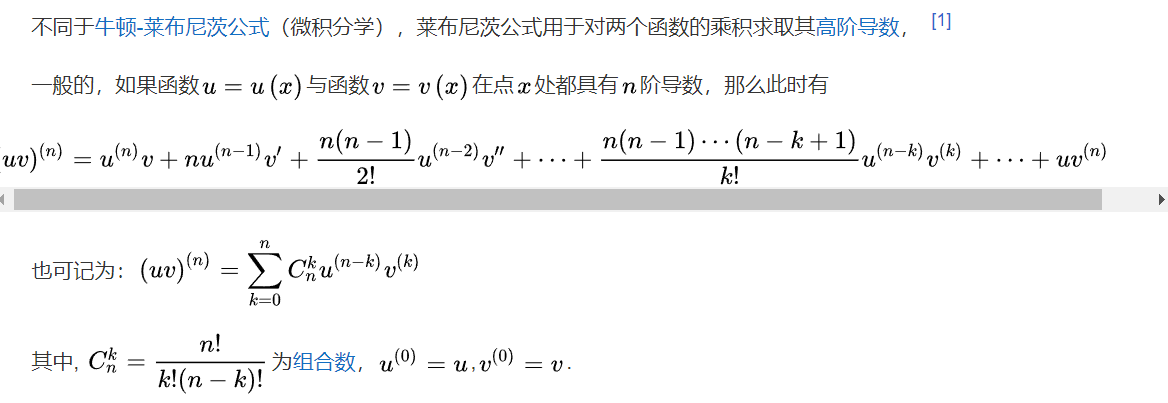 不同于牛顿-莱布尼茨公式（微积分学），莱布尼茨公式用于对两个函数的乘积求取其高阶导数， [1]
一般的，如果函数 u = u(x) 与函数 v = v(x) 在点 x 处都具有 n 阶导数，那么此时有
uv)^{(n)} = u^{(n)}v + nu^{(n-1)}v' + \frac{n(n-1)}{2!}u^{(n-2)}v'' + \cdots + \frac{n(n-1)\cdots(n-k+1)}{k!}u^{(n-k)}v^{(k)} + \cdots + uv^{(n)}
也可记为：(uv)^{(n)} = \sum_{k=0}^{n} C_n^k u^{(n-k)}v^{(k)}
其中, C_n^k = \frac{n!}{k!(n-k)!} 为组合数，u^{(0)} = u, v^{(0)} = v.